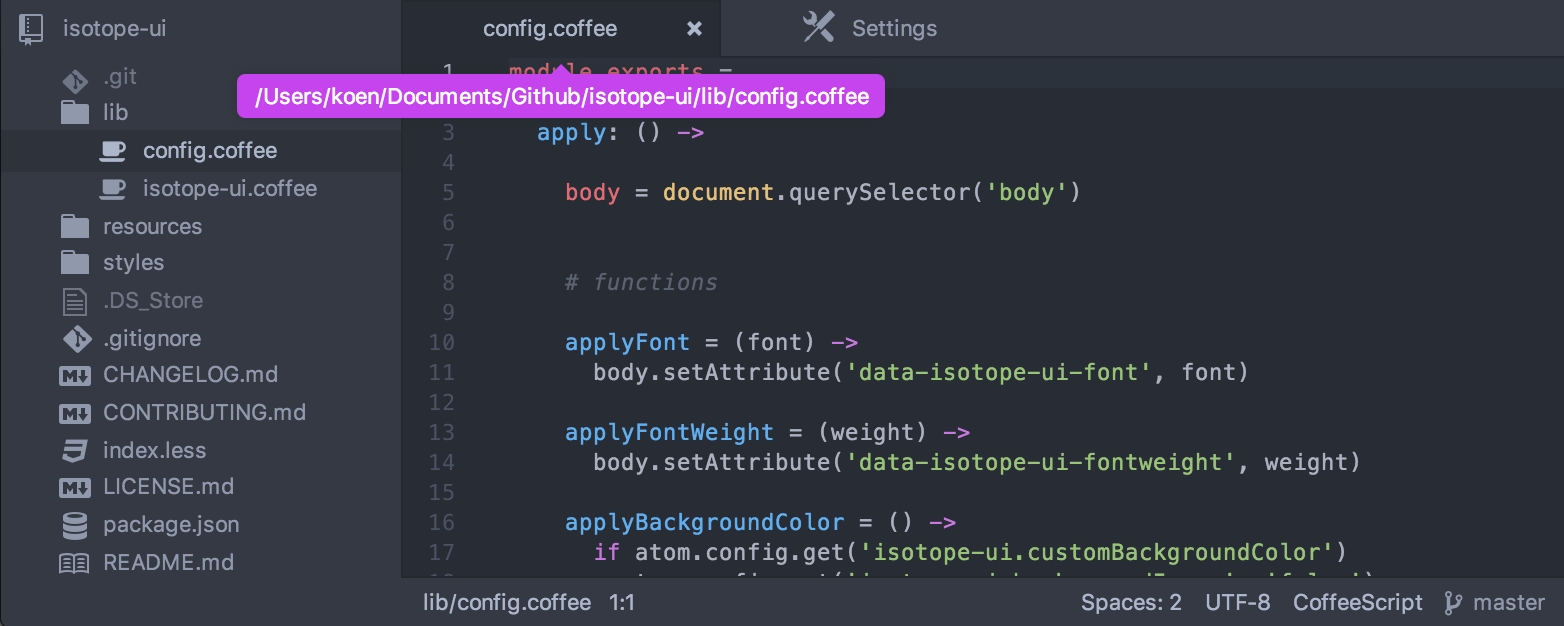 isotope-ui
.git
lib
config.coffee
isotope-ui.coffee
resources
styles
.DS_Store
.gitignore
CHANGELOG.md
CONTRIBUTING.md
index.less
LICENSE.md
package.json
README.md
config.coffee
Settings
/Users/koen/Documents/Github/isotope-ui/lib/config.coffee
1 module.exports =
3 apply: () ->
4
5 body = document.querySelector('body')
6
7
8 # functions
9
10 applyFont = (font) ->
11 body.setAttribute('data-isotope-ui-font', font)
12
13 applyFontWeight = (weight) ->
14 body.setAttribute('data-isotope-ui-fontweight', weight)
15
16 applyBackgroundColor = () ->
17 if atom.config.get('isotope-ui.customBackgroundColor')
lib/config.coffee 1:1
Spaces: 2 UTF-8 CoffeeScript master